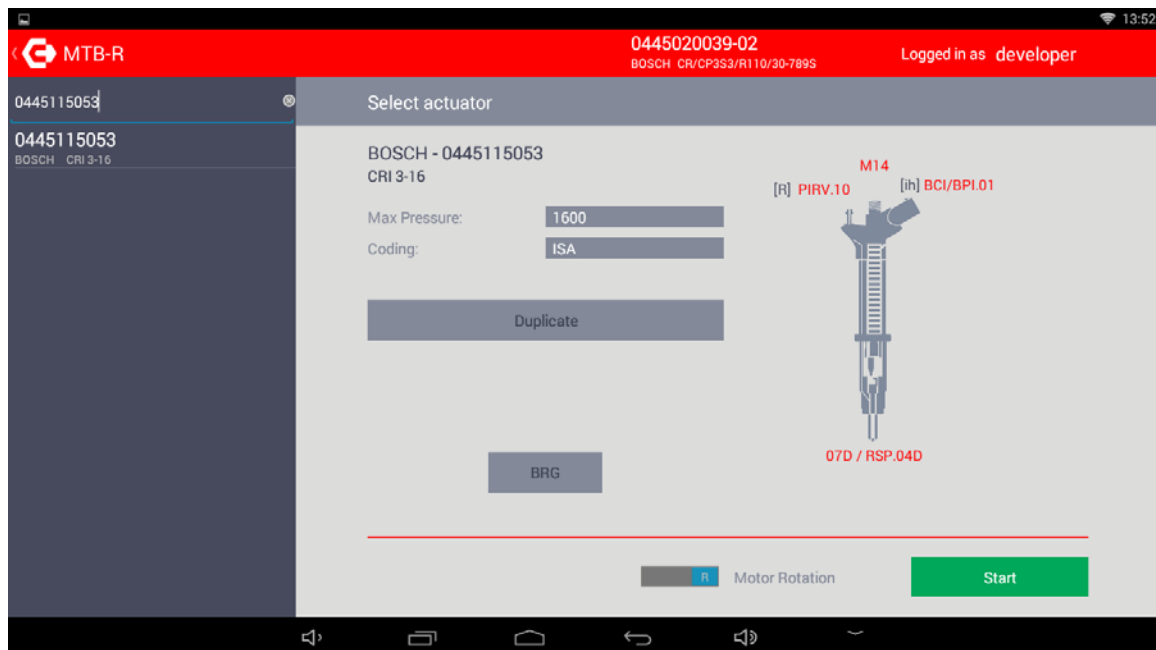 13:52
MTB-R
0445020039-02
BOSCH CR/CP3S3/R110/30-789S
Logged in as developer
0445115053
0445115053
BOSCH CRI 3-16
Select actuator
BOSCH - 0445115053
CRI 3-16
Max Pressure: 1600
Coding: ISA
Duplicate
BRG
M14
[R] PIRV.10
[ih] BCI/BPI.01
07D / RSP.04D
R Motor Rotation
Start